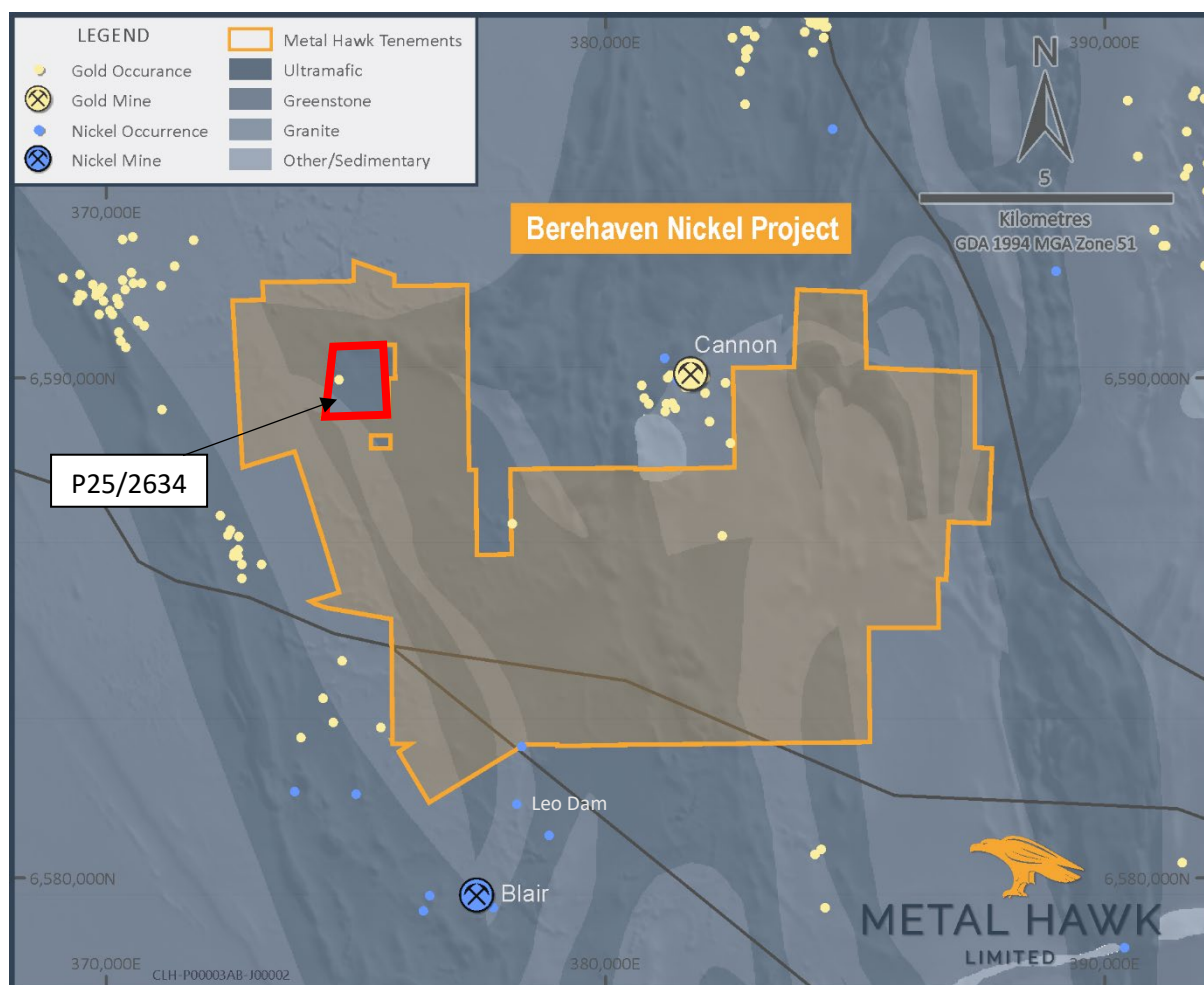 LEGEND
Gold Occurance
Gold Mine
Nickel Occurrence
Nickel Mine
Metal Hawk Tenements
Ultramafic
Greenstone
Granite
Other/Sedimentary
380,000E
390,000E
N
5
Kilometres
GDA 1994 MGA Zone 51
370,000E
Berehaven Nickel Project
Cannon
6,590,000N
6,590,000N
P25/2634
Leo Dam
Blair
6,580,000N
6,580,000N
METAL HAWK
LIMITED
370,000E
CLH-P00003AB-J00002
380,000E
390,000E